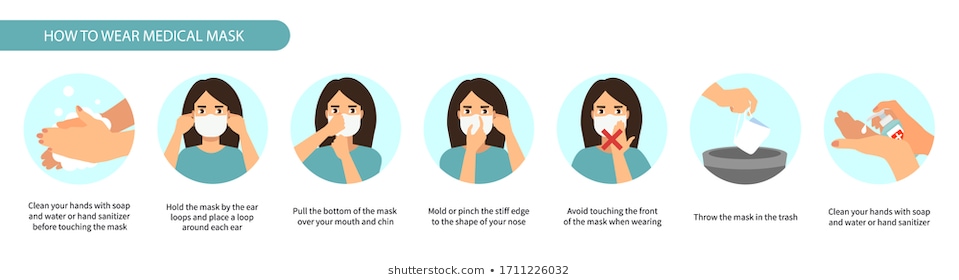 HOW TO WEAR MEDICAL MASK
Clean your hands with soap
and water or hand sanitizer
before touching the mask
Hold the mask by the ear
loops and place a loop
around each ear
Pull the bottom of the mask
over your mouth and chin
Mold or pinch the stiff edge
to the shape of your nose
Avoid touching the front
of the mask when wearing
Throw the mask in the trash
Clean your hands with soap
and water or hand sanitizer
shutterstock.com • 1711226032